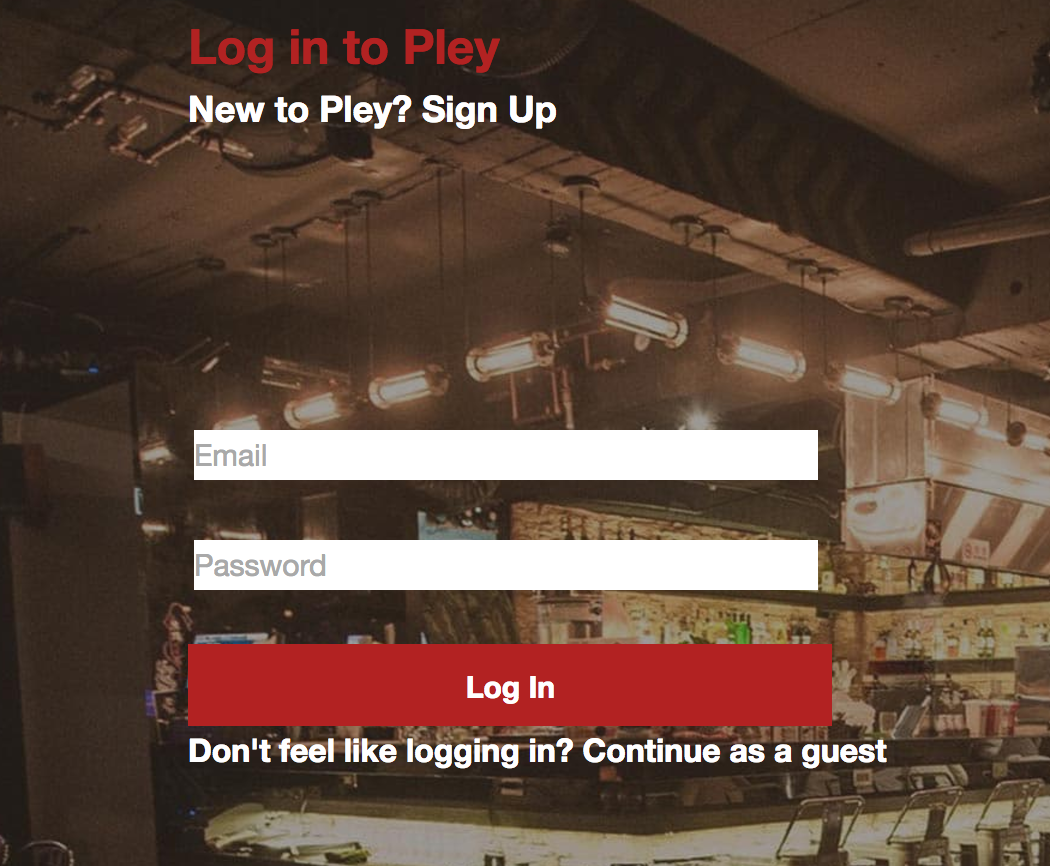 Log in to Pley
New to Pley? Sign Up
Email
Password
Log In
Don't feel like logging in? Continue as a guest